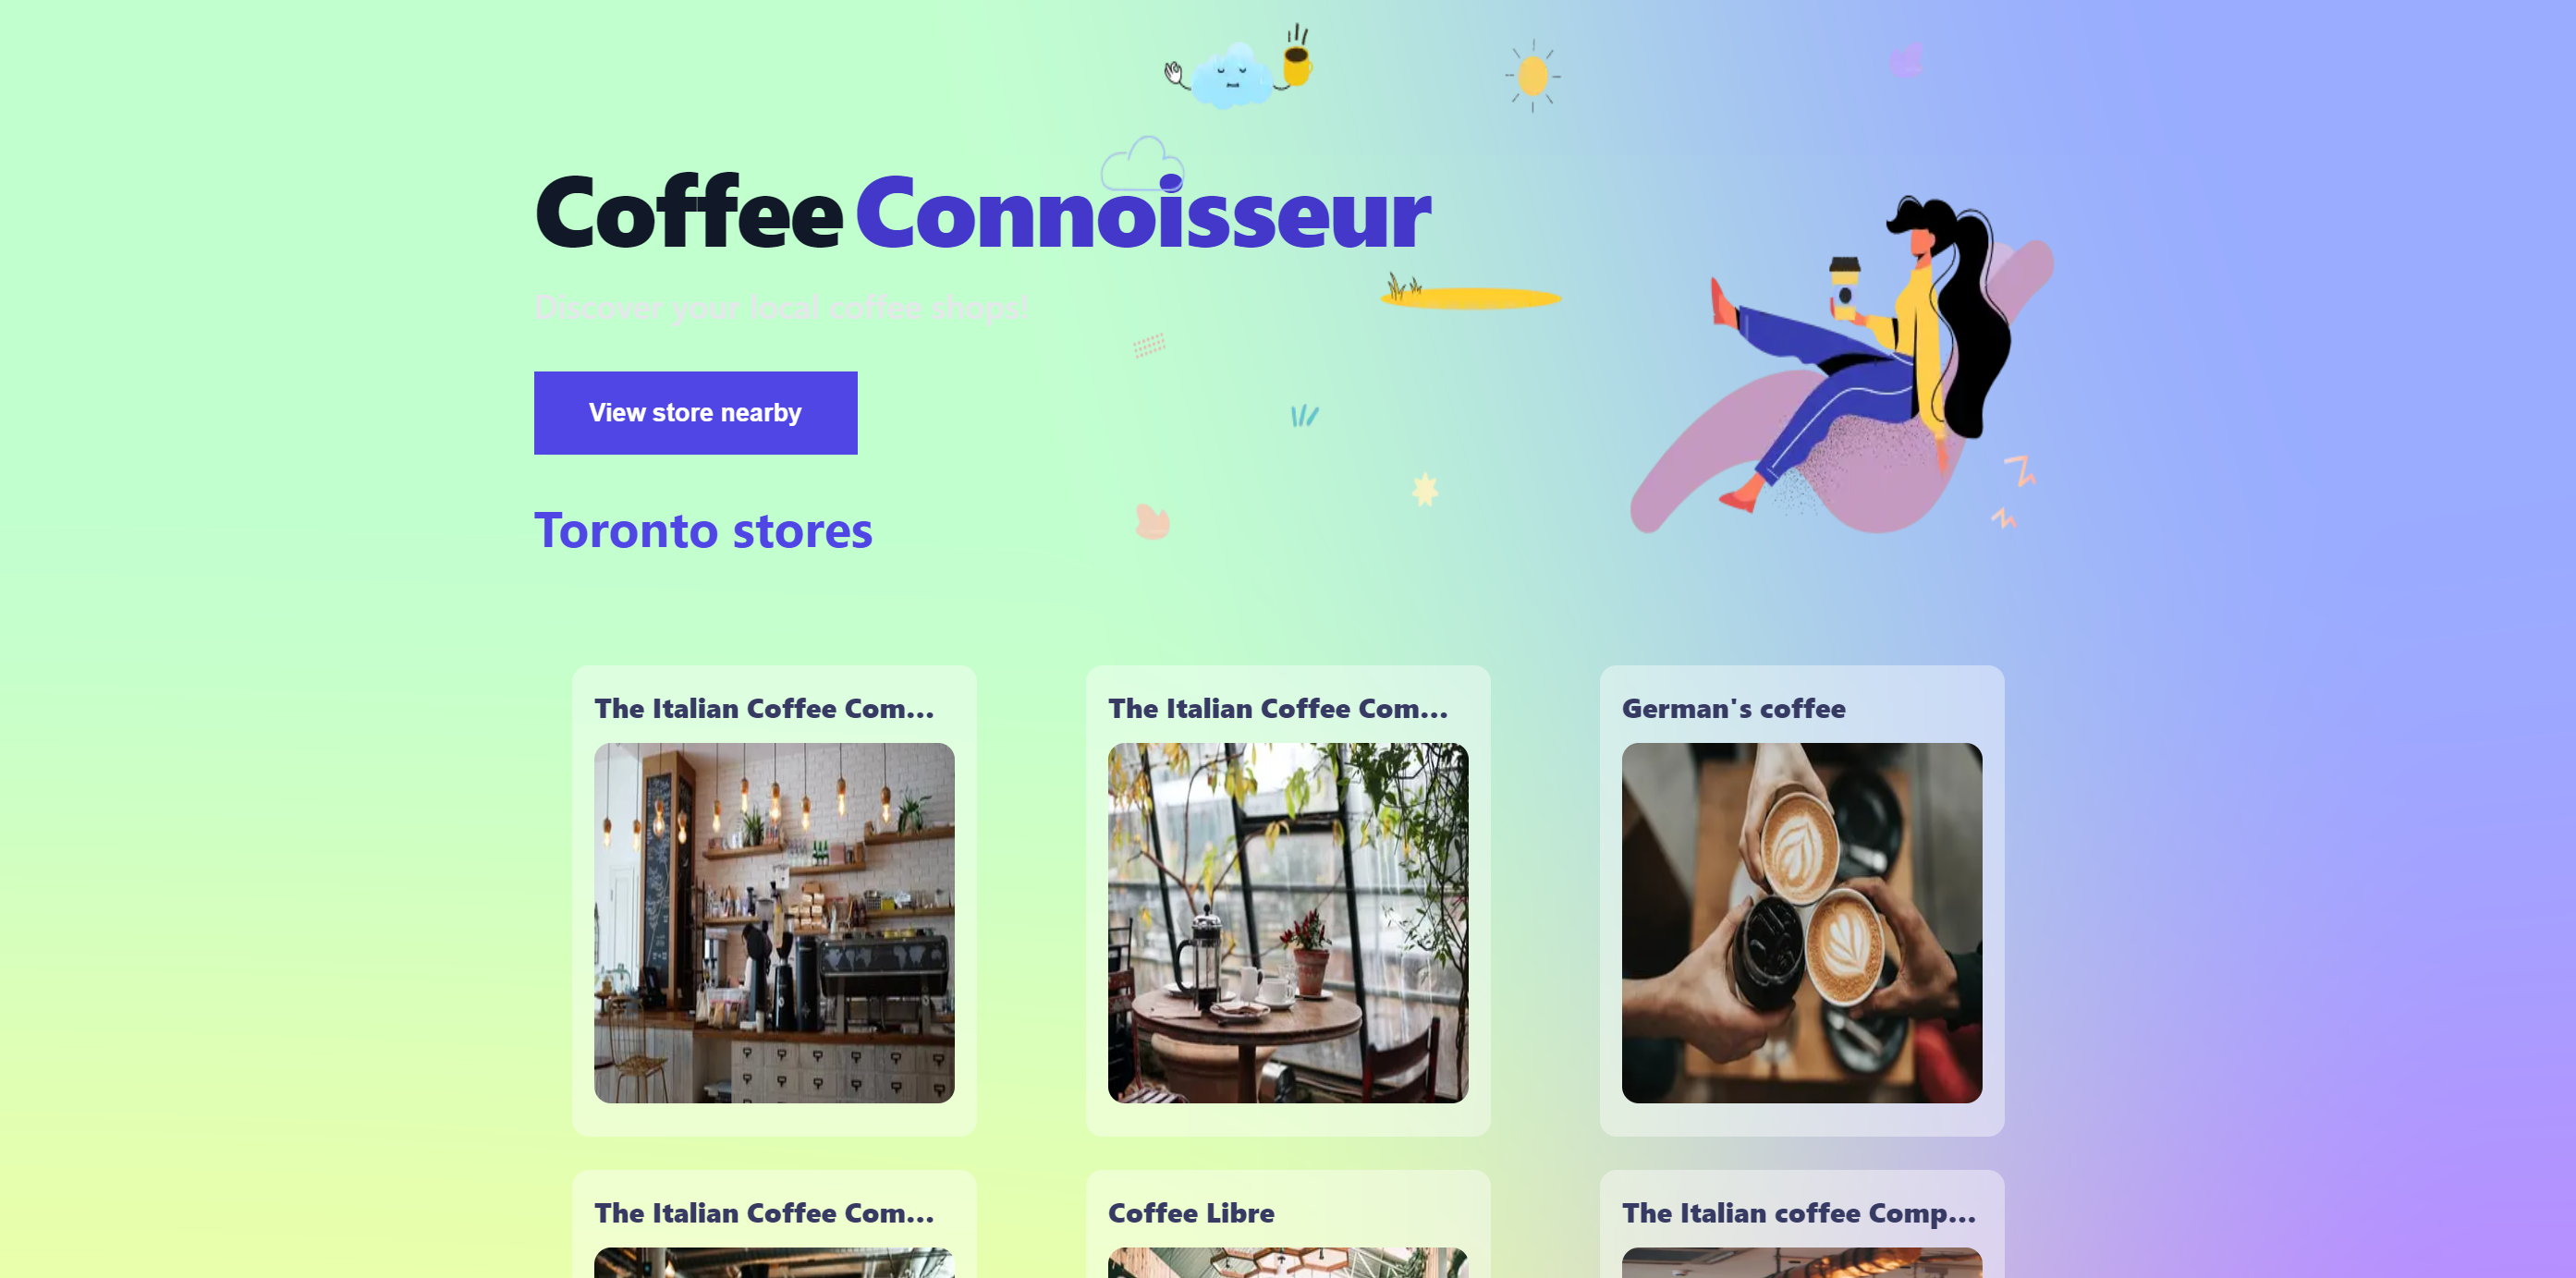 Coffee Connoisseur
Discover your local coffee shops!
View store nearby
Toronto stores
The Italian Coffee Com...
The Italian Coffee Com...
German's coffee
The Italian Coffee Com...
Coffee Libre
The Italian coffee Comp...